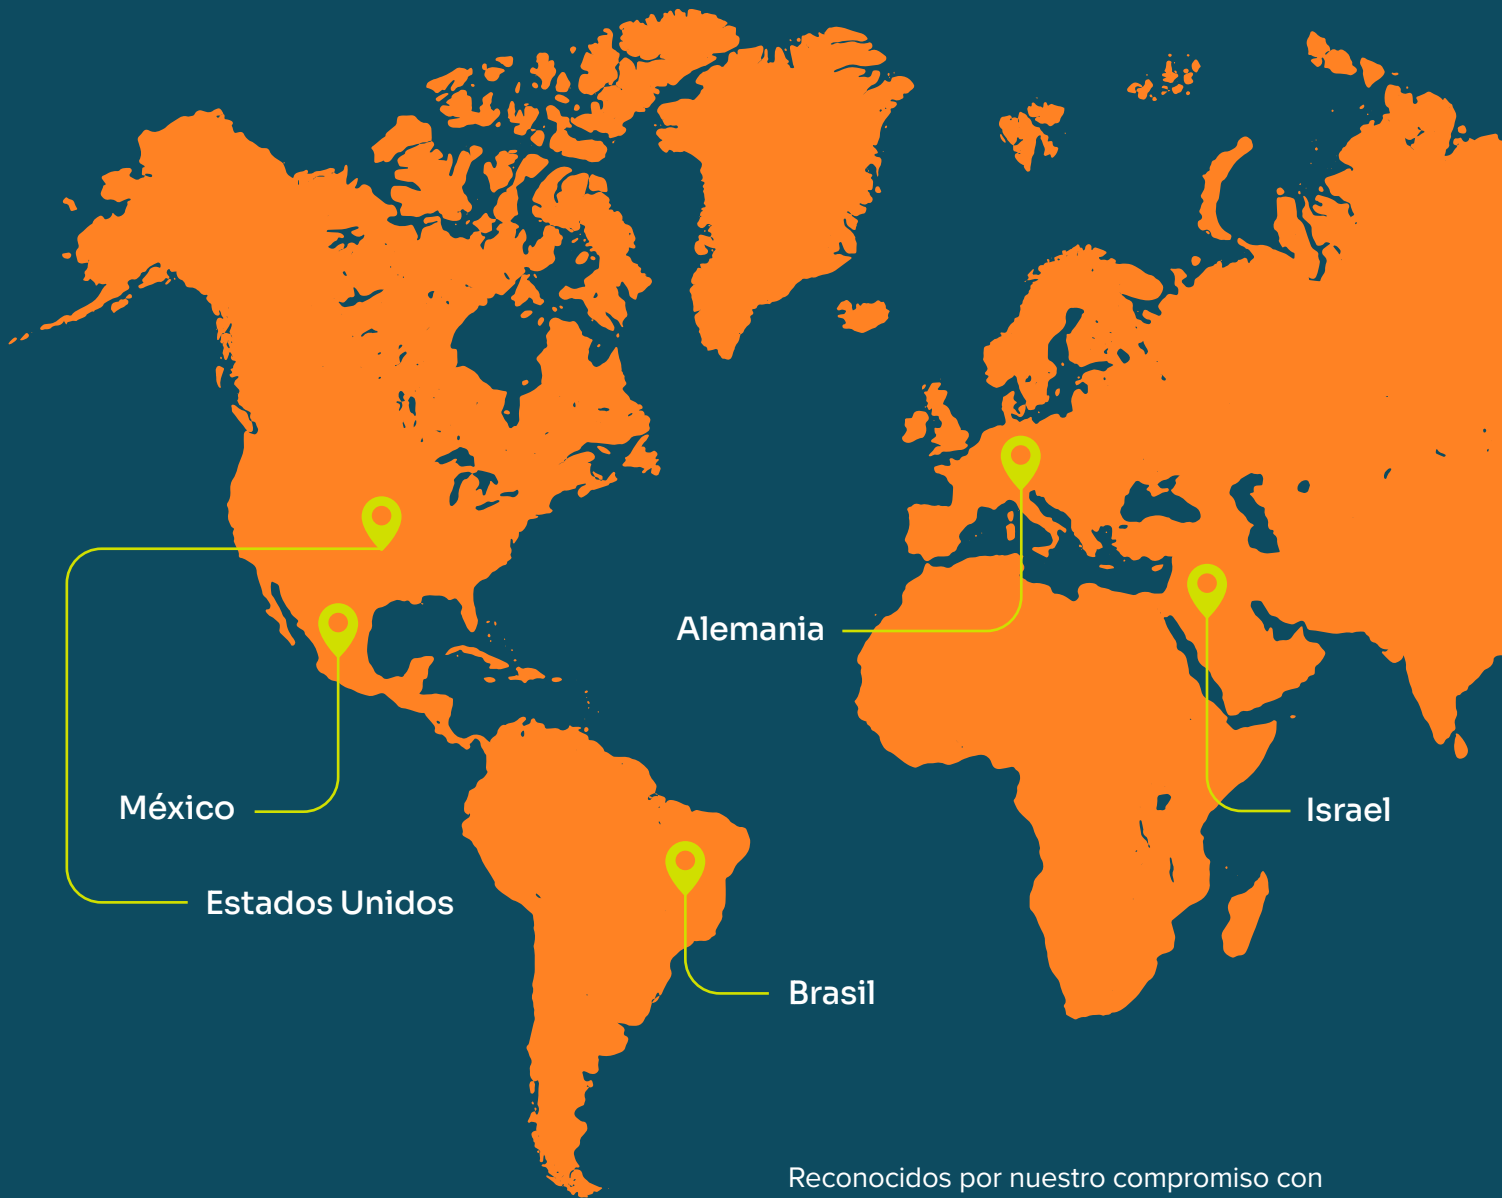 Alemania
México
Israel
Estados Unidos
Brasil
Reconocidos por nuestro compromiso con